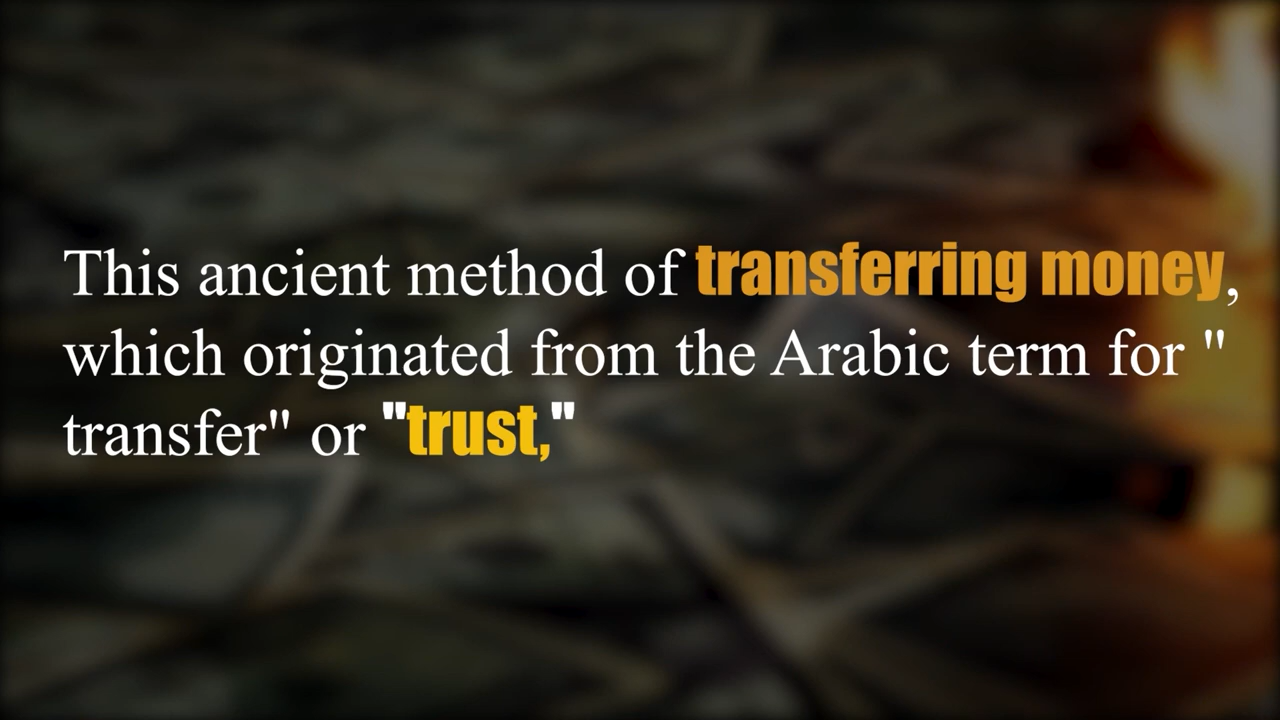 This ancient method of transferring money,
which originated from the Arabic term for "
transfer" or "trust,"